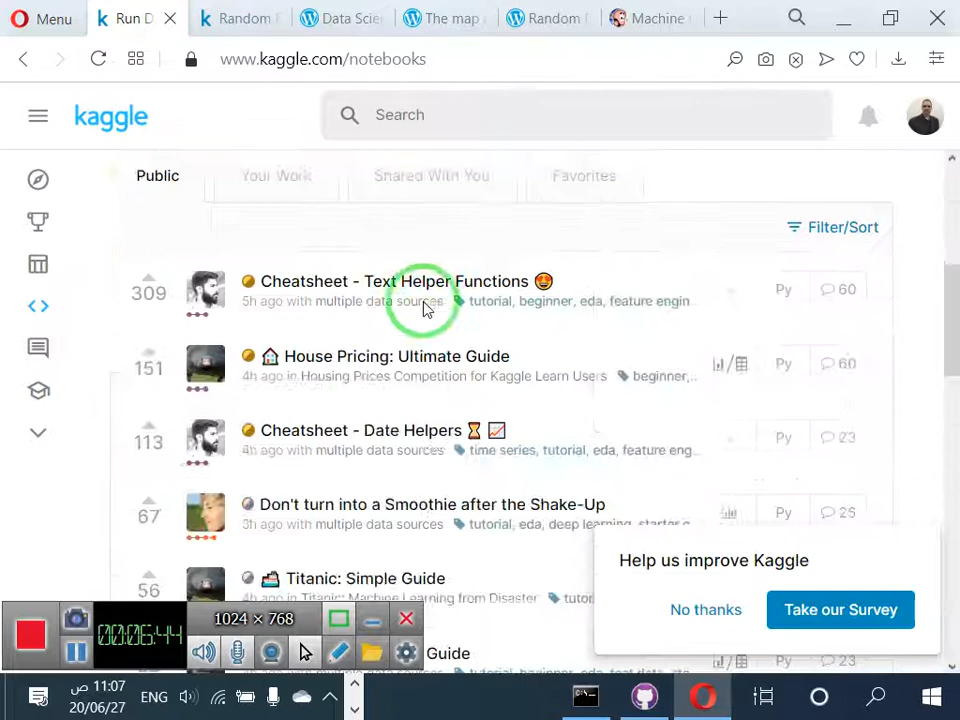 Menu
Run D
Random F
Data Scie
The map
Random
Machine
www.kaggle.com/notebooks
kaggle
Search
Public
Your Work
Shared With You
Favorites
Filter/Sort
309
Cheatsheet - Text Helper Functions
5h ago with multiple data sources
tutorial, beginner, eda, feature engin
Py
60
151
House Pricing: Ultimate Guide
4h ago in Housing Prices Competition for Kaggle Learn Users
beginner,...
Py
60
113
Cheatsheet - Date Helpers
4h ago with multiple data sources
time series, tutorial, eda, feature eng...
Py
23
67
Don't turn into a Smoothie after the Shake-Up
3h ago with multiple data sources
tutorial, eda, deep learning, starter c
Py
26
56
Titanic: Simple Guide
4h ago in Titanic: Machine Learning from Disaster
tutor
Help us improve Kaggle
No thanks
Take our Survey
1024 × 768
000:06:44
Guide
Py
23
ENG
11:07 ص
20/06/27